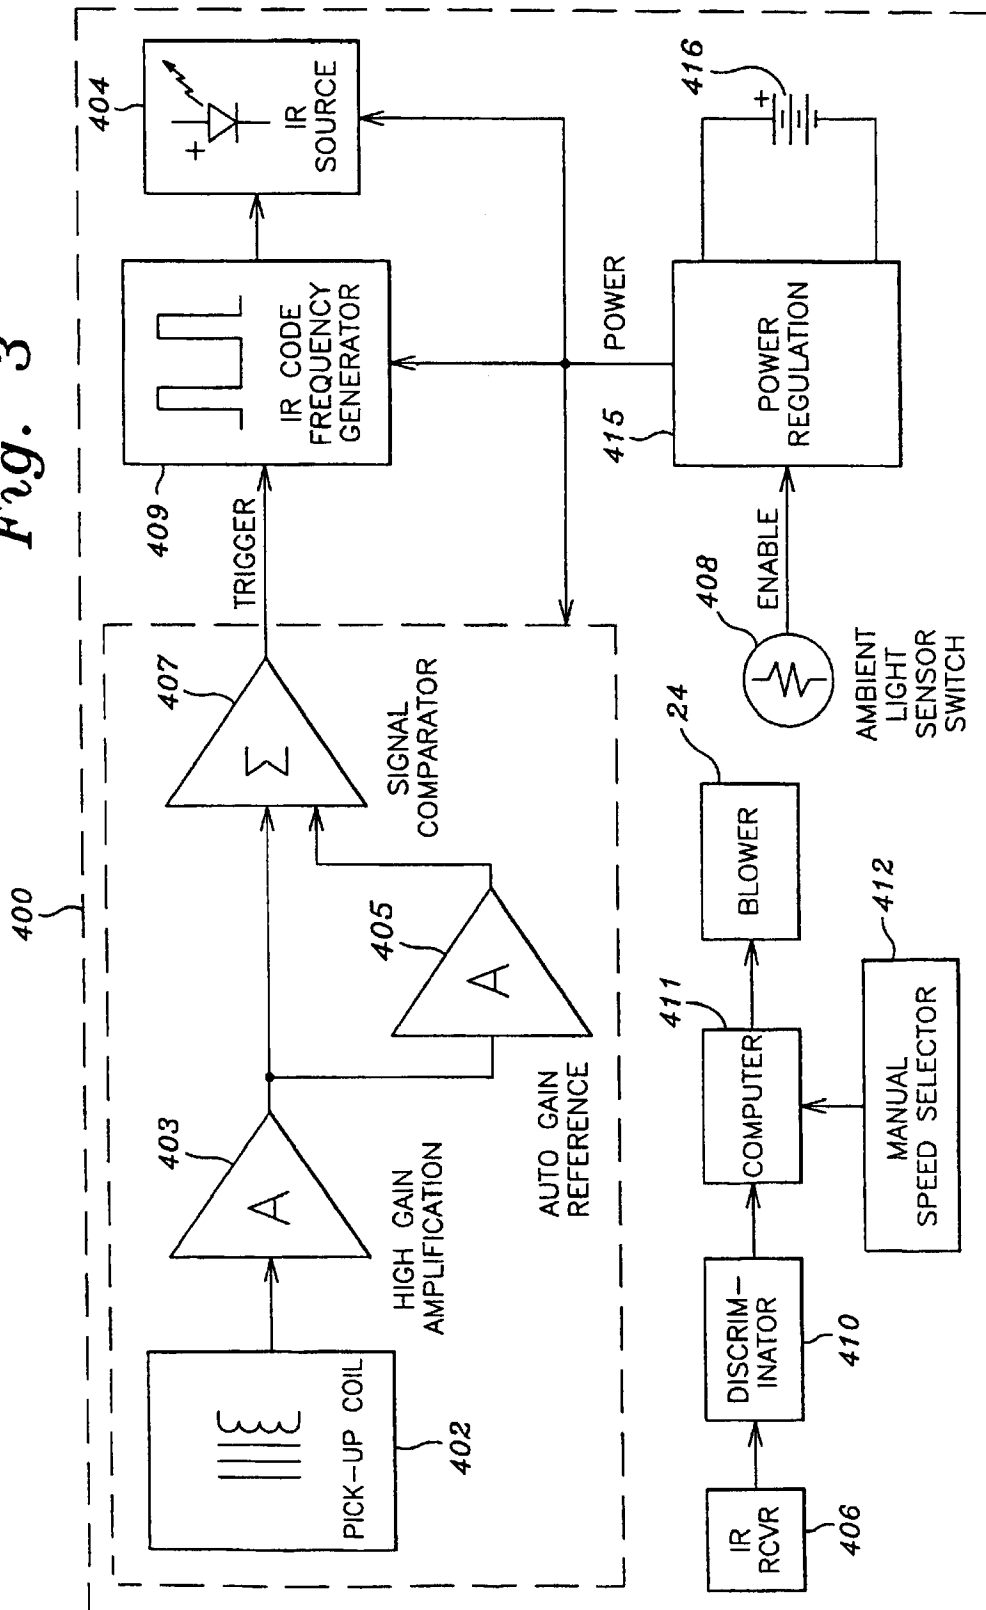 Fig. 3
400
402
PICK-UP COIL
403
A
HIGH GAIN
AMPLIFICATION
405
A
AUTO GAIN
REFERENCE
407
Σ
SIGNAL
COMPARATOR
TRIGGER
409
IR CODE
FREQUENCY
GENERATOR
404
+
IR
SOURCE
POWER
415
POWER
REGULATION
416
+
ENABLE
408
AMBIENT
LIGHT
SENSOR
SWITCH
406
IR
RCVR
410
DISCRIM-
INATOR
411
COMPUTER
24
BLOWER
412
MANUAL
SPEED SELECTOR